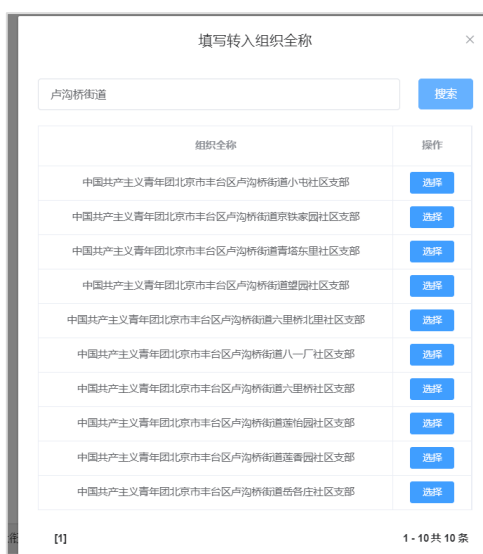 填写转入组织全称
×
卢沟桥街道 搜索
组织全称 操作
中国共产主义青年团北京市丰台区卢沟桥街道小屯社区支部 选择
中国共产主义青年团北京市丰台区卢沟桥街道京铁家园社区支部 选择
中国共产主义青年团北京市丰台区卢沟桥街道青塔东里社区支部 选择
中国共产主义青年团北京市丰台区卢沟桥街道望园社区支部 选择
中国共产主义青年团北京市丰台区卢沟桥街道六里桥北里社区支部 选择
中国共产主义青年团北京市丰台区卢沟桥街道八一厂社区支部 选择
中国共产主义青年团北京市丰台区卢沟桥街道六里桥社区支部 选择
中国共产主义青年团北京市丰台区卢沟桥街道莲怡园社区支部 选择
中国共产主义青年团北京市丰台区卢沟桥街道莲香园社区支部 选择
中国共产主义青年团北京市丰台区卢沟桥街道岳各庄社区支部 选择
[1] 1 - 10 共 10 条